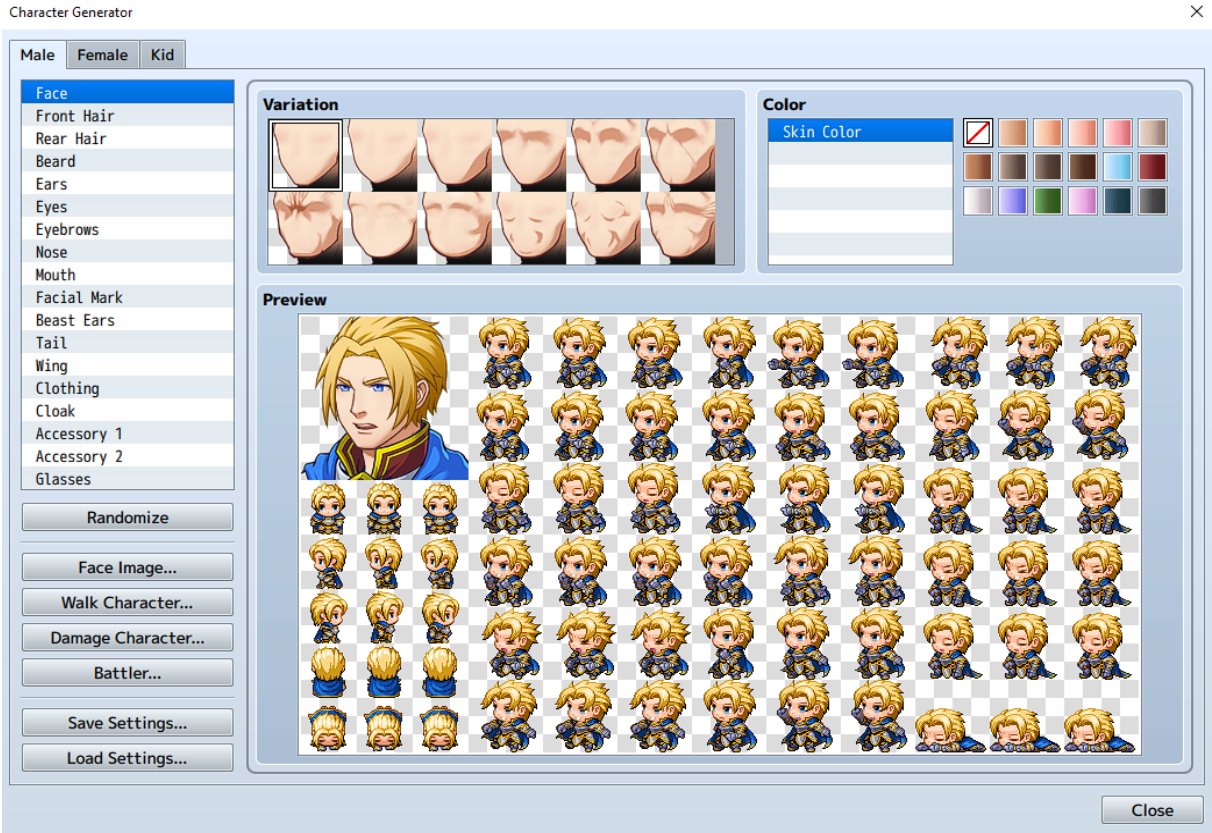 Character Generator
Male
Female
Kid
Face
Front Hair
Rear Hair
Beard
Ears
Eyes
Eyebrows
Nose
Mouth
Facial Mark
Beast Ears
Tail
Wing
Clothing
Cloak
Accessory 1
Accessory 2
Glasses
Randomize
Face Image...
Walk Character...
Damage Character...
Battler...
Save Settings...
Load Settings...
Variation
Color
Skin Color
Preview
Close